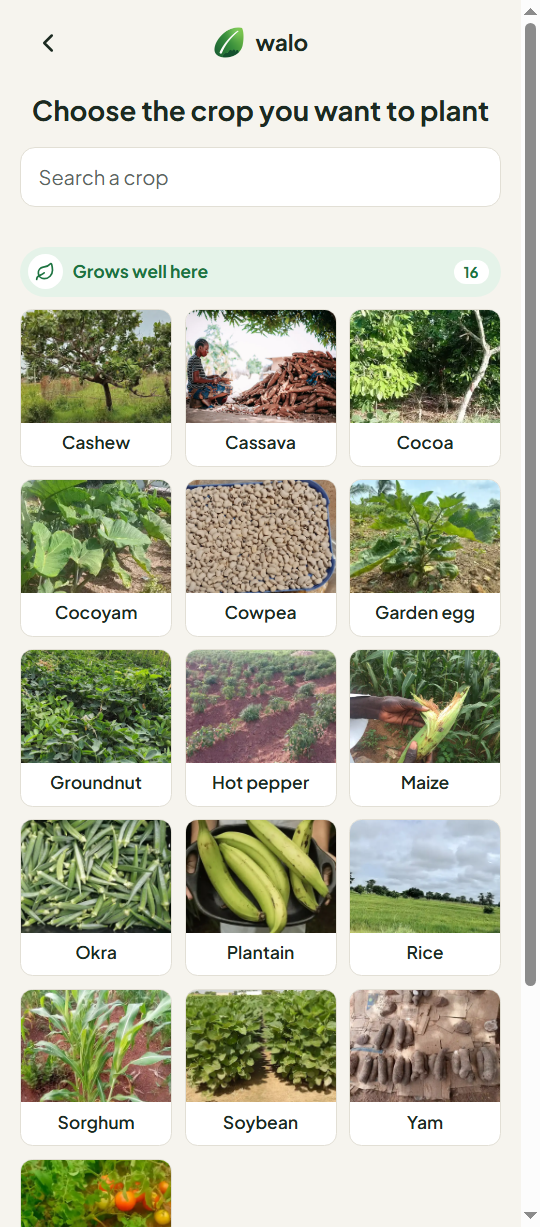 walo
Choose the crop you want to plant
Search a crop
Grows well here 16
Cashew Cassava Cocoa
Cocoyam Cowpea Garden egg
Groundnut Hot pepper Maize
Okra Plantain Rice
Sorghum Soybean Yam